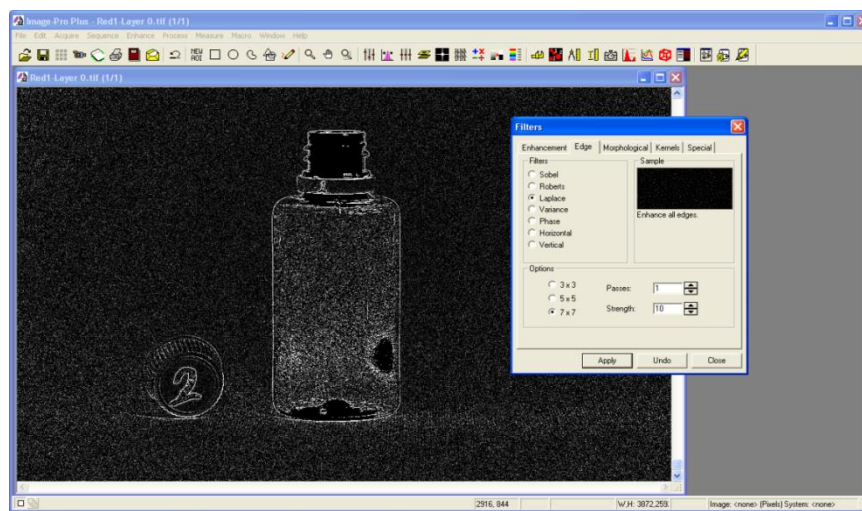 Image-Pro Plus - Red1-Layer 0.tif (1/1)
File Edit Acquire Sequence Enhance Process Measure Macro Window Help
NEW
AOI
Red1-Layer 0.tif (1/1)
2
Filters
Enhancement Edge Morphological Kernels Special
Filters
Sobel
Roberts
Laplace
Variance
Phase
Horizontal
Vertical
Sample
Enhance all edges.
Options
3 x 3
5 x 5
7 x 7
Passes: 1
Strength: 10
Apply Undo Close
2916, 844 W,H: 3872,259 Image: <none> (Pixels) System: <none>